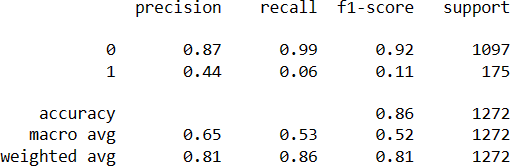 precision recall f1-score support
0 0.87 0.99 0.92 1097
1 0.44 0.06 0.11 175
accuracy 0.86 1272
macro avg 0.65 0.53 0.52 1272
weighted avg 0.81 0.86 0.81 1272